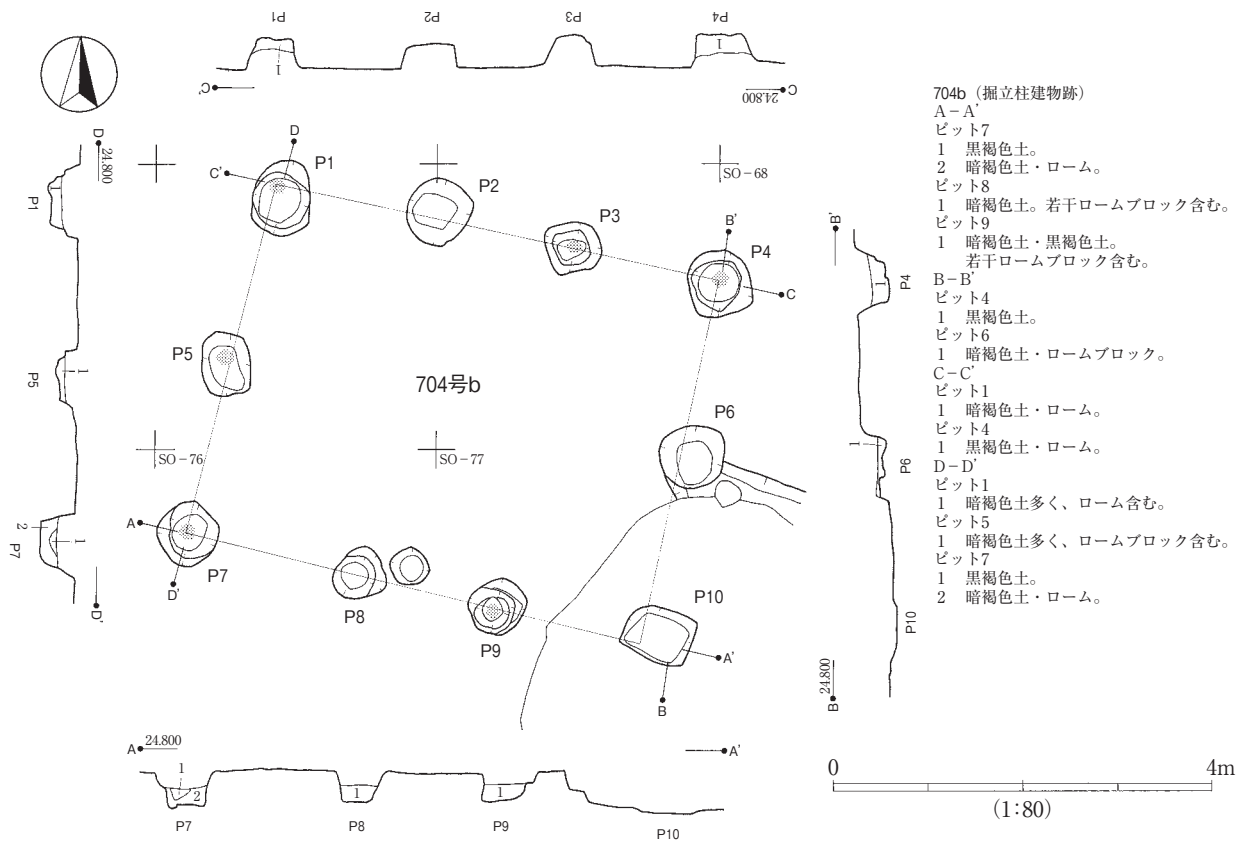 P1
P2
P3
P4
1
1
C'
24.800
C
D
24.800
P1
1
P5
1
P7
2
1
D'
D
C'
P1
P2
P3
SO-68
B'
P4
C
P5
704号b
P6
SO-76
SO-77
A
P7
D'
P8
P9
P10
A'
B
B'
P4
1
P6
1
P10
24.800
B
A
24.800
A'
1
2
1
1
P7
P8
P9
P10
704b（掘立柱建物跡）
A-A'
ピット7
1 黒褐色土。
2 暗褐色土・ローム。
ピット8
1 暗褐色土。若干ロームブロック含む。
ピット9
1 暗褐色土・黒褐色土。
若干ロームブロック含む。
B-B'
ピット4
1 黒褐色土。
ピット6
1 暗褐色土・ロームブロック。
C-C'
ピット1
1 暗褐色土・ローム。
ピット4
1 黒褐色土・ローム。
D-D'
ピット1
1 暗褐色土多く、ローム含む。
ピット5
1 暗褐色土多く、ロームブロック含む。
ピット7
1 黒褐色土。
2 暗褐色土・ローム。
0
4m
(1:80)